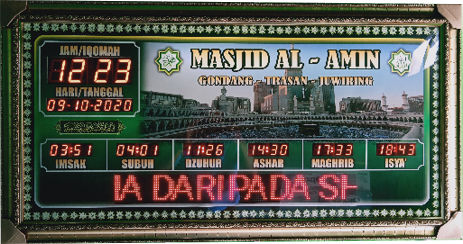 JAM/IQOMAH
12 23
HARI/TANGGAL
09-10-2020
MASJID AL - AMIN
GONDANG - TRASAN - JUWIRING
03:51 04:01 11:26 14:30 17:33 18:43
IMSAK SUBUH DZUHUR ASHAR MAGHRIB ISYA'
IA DARIPADA SH